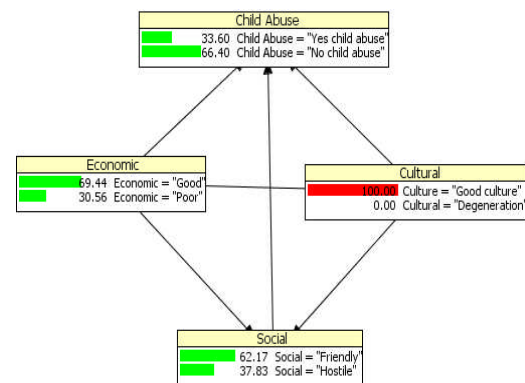 Child Abuse
33.60 Child Abuse = "Yes child abuse"
66.40 Child Abuse = "No child abuse"
Economic
69.44 Economic = "Good"
30.56 Economic = "Poor"
Cultural
100.00 Culture = "Good culture"
0.00 Cultural = "Degeneration"
Social
62.17 Social = "Friendly"
37.83 Social = "Hostile"